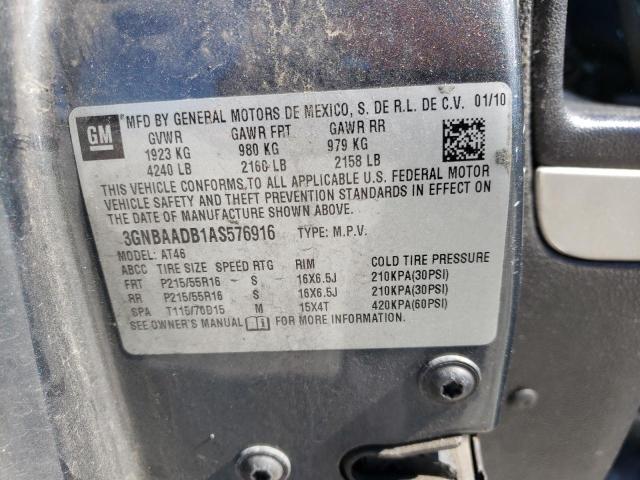 GM
MFD BY GENERAL MOTORS DE MEXICO, S. DE R.L. DE C.V. 01/10
GVWR GAWR FRT GAWR RR
1923 KG 980 KG 979 KG
4240 LB 2160 LB 2158 LB
THIS VEHICLE CONFORMS TO ALL APPLICABLE U.S. FEDERAL MOTOR
VEHICLE SAFETY AND THEFT PREVENTION STANDARDS IN EFFECT ON
THE DATE OF MANUFACTURE SHOWN ABOVE.
3GNBAADB1AS576916 TYPE: M.P.V.
MODEL: AT46
ABCC TIRE SIZE SPEED RTG RIM COLD TIRE PRESSURE
FRT P215/55R16 S 16X6.5J 210KPA(30PSI)
RR P215/55R16 S 16X6.5J 210KPA(30PSI)
SPA T115/70D15 M 15X4T 420KPA(60PSI)
SEE OWNER'S MANUAL FOR MORE INFORMATION.